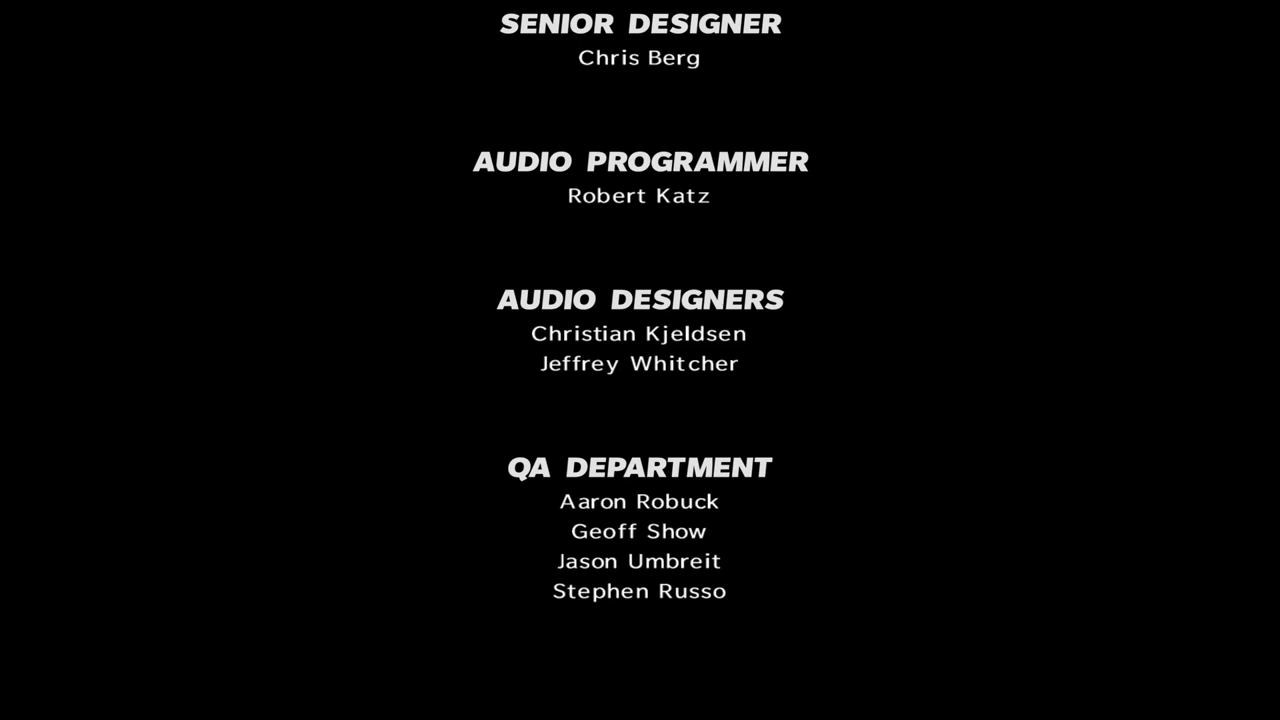 SENIOR DESIGNER
Chris Berg
AUDIO PROGRAMMER
Robert Katz
AUDIO DESIGNERS
Christian Kjeldsen
Jeffrey Whitcher
QA DEPARTMENT
Aaron Robuck
Geoff Show
Jason Umbreit
Stephen Russo